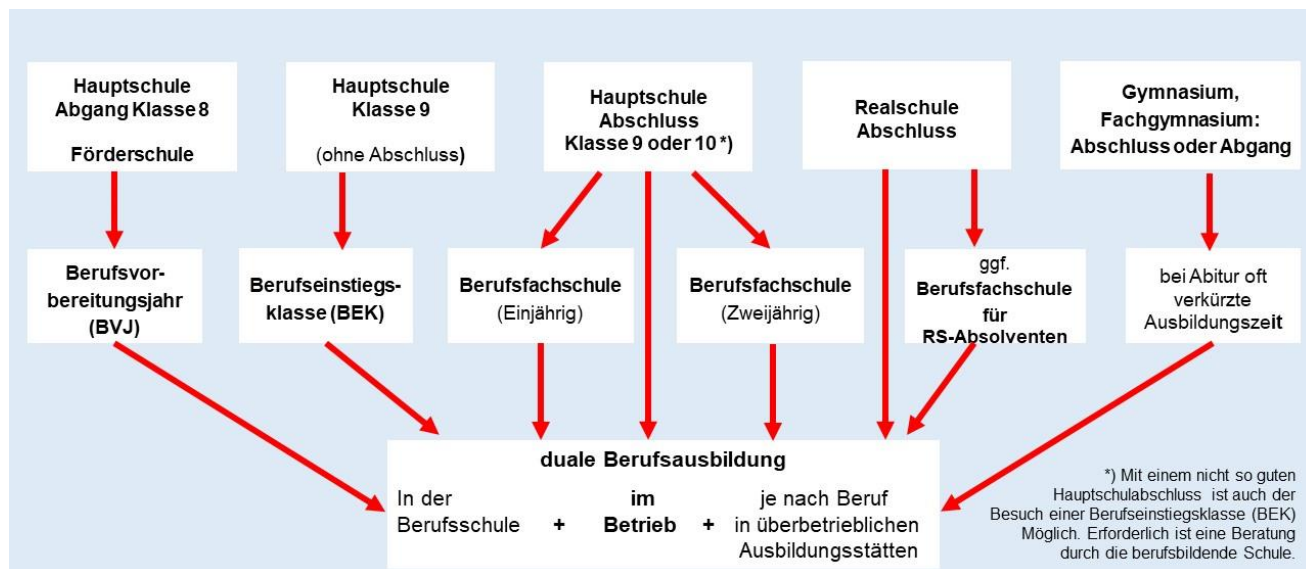 Hauptschule
Abgang Klasse 8
Förderschule
Hauptschule
Klasse 9
(ohne Abschluss)
Hauptschule
Abschluss
Klasse 9 oder 10 *)
Realschule
Abschluss
Gymnasium,
Fachgymnasium:
Abschluss oder Abgang
Berufsvor-
bereitungsjahr
(BVJ)
Berufseinstiegs-
klasse (BEK)
Berufsfachschule
(Einjährig)
Berufsfachschule
(Zweijährig)
ggf.
Berufsfachschule
für
RS-Absolventen
bei Abitur oft
verkürzte
Ausbildungszeit
duale Berufsausbildung
In der
Berufsschule
+
im
Betrieb
+
je nach Beruf
in überbetrieblichen
Ausbildungsstätten
*) Mit einem nicht so guten
Hauptschulabschluss ist auch der
Besuch einer Berufseinstiegsklasse (BEK)
Möglich. Erforderlich ist eine Beratung
durch die berufsbildende Schule.